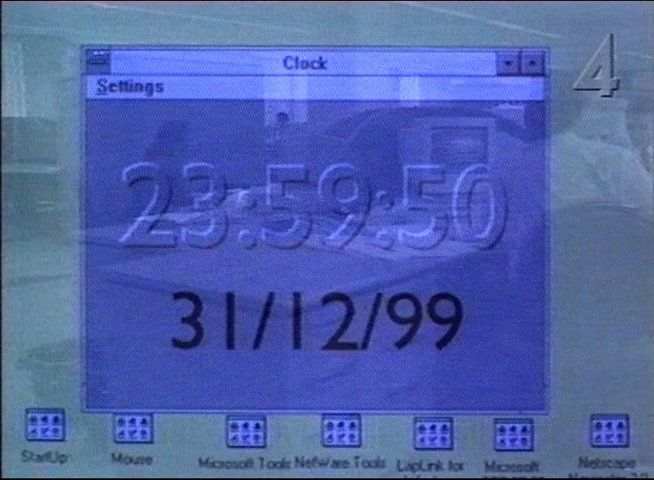 Clock
4
Settings
23:59:50
31/12/99
StartUp
Mouse
Microsoft Tools
NetWare Tools
LapLink for
Microsoft
Netscape